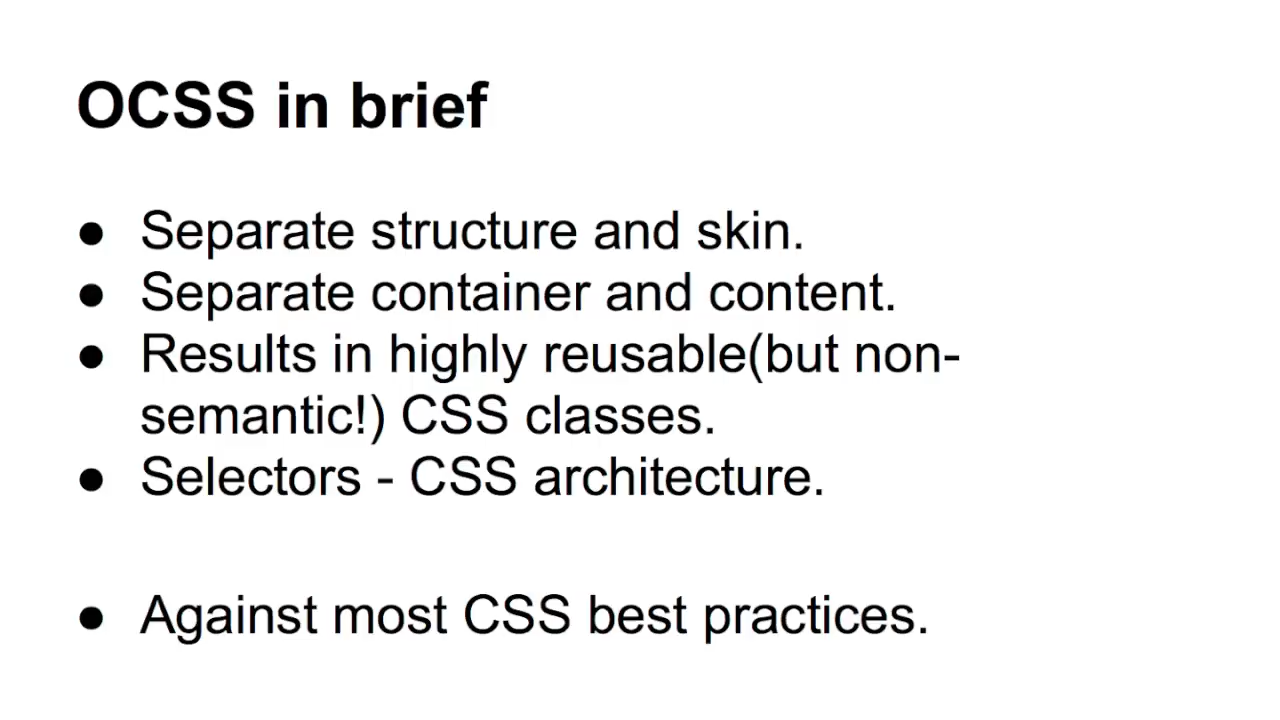 OCSS in brief
● Separate structure and skin.
● Separate container and content.
● Results in highly reusable(but non-
semantic!) CSS classes.
● Selectors - CSS architecture.
● Against most CSS best practices.